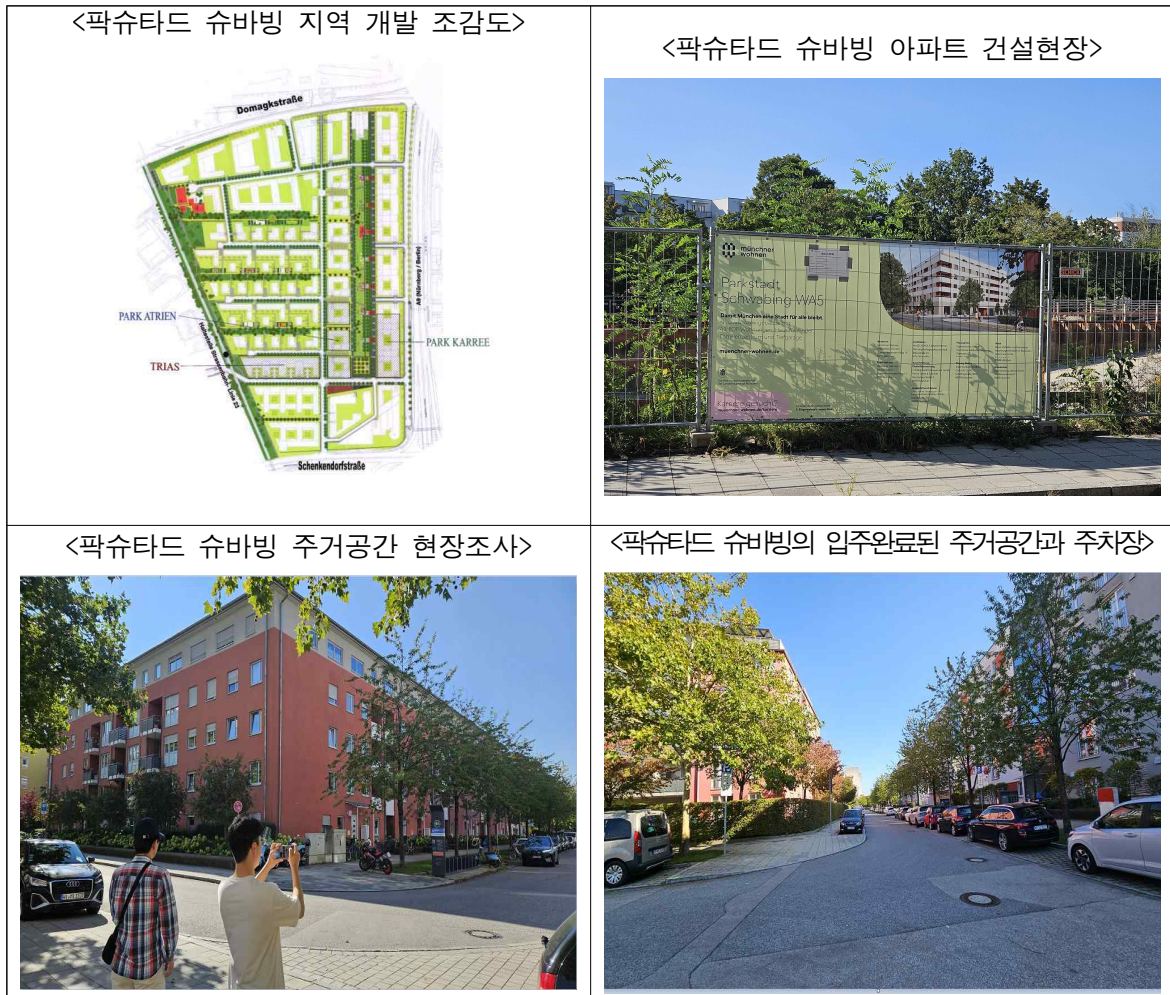 <팍슈타드 슈바빙 지역 개발 조감도>
Domagkstraße
A9 (Nürnberg / Berlin)
PARK ATRIEN
PARK KARREE
TRIAS
Schenkendorfstraße
<팍슈타드 슈바빙 아파트 건설현장>
münchner
wohnen
Parkstadt
Schwabing WA5
Damit München eine Stadt für alle bleibt.
muenchner-wohnen.de
<팍슈타드 슈바빙 주거공간 현장조사>
<팍슈타드 슈바빙의 입주완료된 주거공간과 주차장>